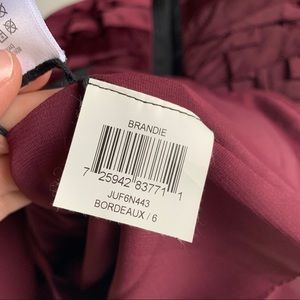 BRANDIE
7 25942 83771 1
JUF6N443
BORDEAUX / 6